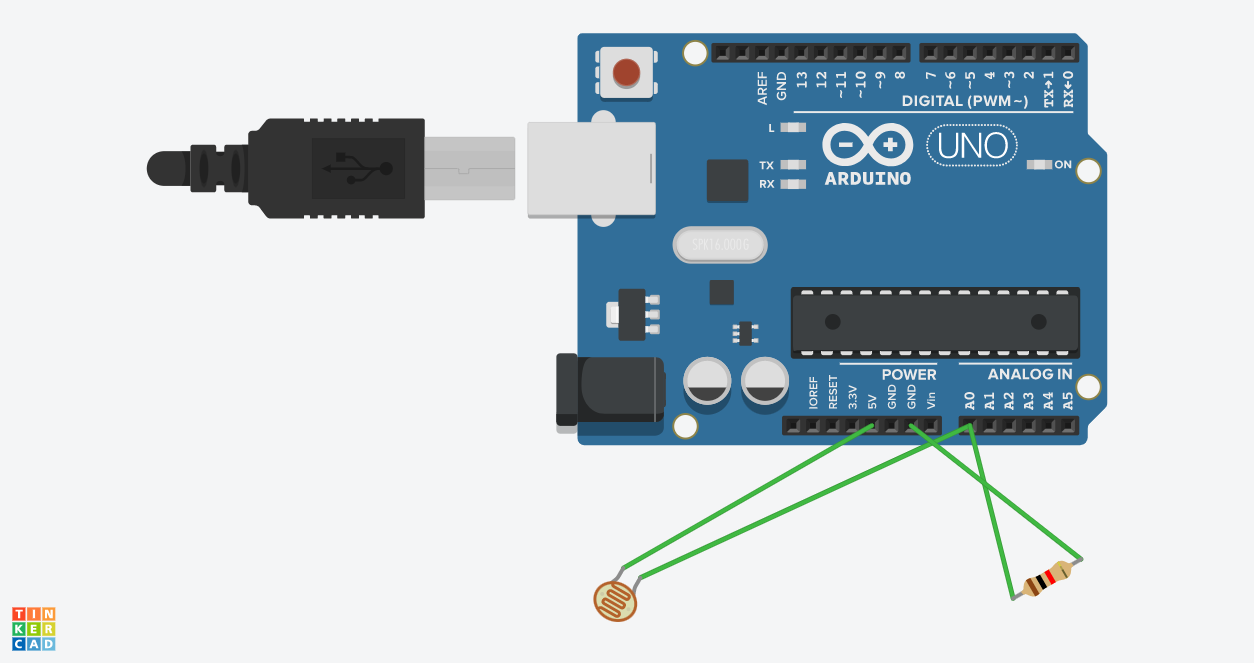 AREF
GND
13
12
~11
~10
~9
8
7
~6
~5
4
~3
2
TX→1
RX←0
DIGITAL (PWM~)
L
TX
RX
ARDUINO
UNO
ON
SPK16.000G
POWER
ANALOG IN
IOREF
RESET
3.3V
5V
GND
GND
Vin
A0
A1
A2
A3
A4
A5
TIN
KER
CAD